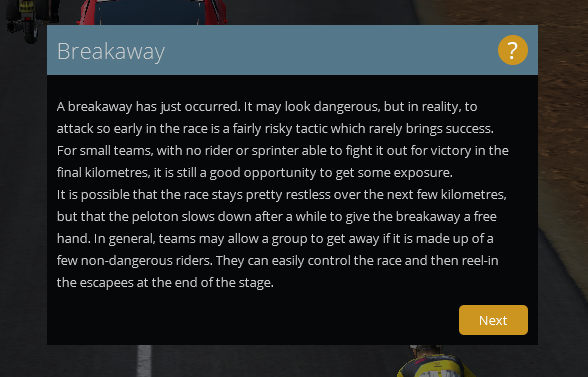 Breakaway
?
A breakaway has just occurred. It may look dangerous, but in reality, to
attack so early in the race is a fairly risky tactic which rarely brings success.
For small teams, with no rider or sprinter able to fight it out for victory in the
final kilometres, it is still a good opportunity to get some exposure.
It is possible that the race stays pretty restless over the next few kilometres,
but that the peloton slows down after a while to give the breakaway a free
hand. In general, teams may allow a group to get away if it is made up of a
few non-dangerous riders. They can easily control the race and then reel-in
the escapees at the end of the stage.
Next